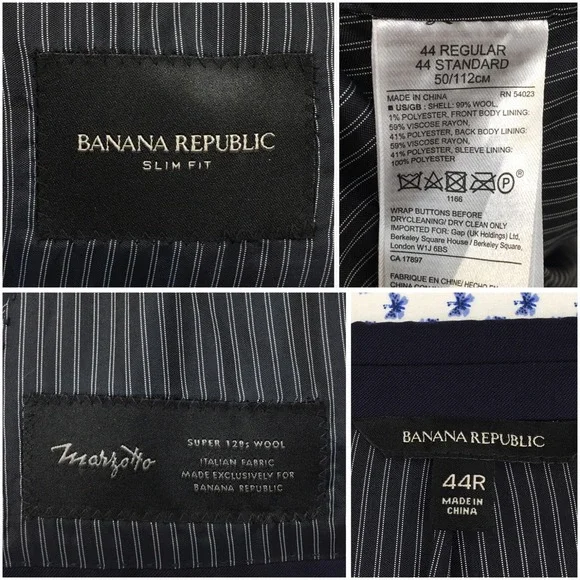 BANANA REPUBLIC
SLIM FIT
44 REGULAR
44 STANDARD
50/112CM
MADE IN CHINA RN 54023
■ US/GB : SHELL: 99% WOOL,
1% POLYESTER, FRONT BODY LINING:
59% VISCOSE RAYON,
41% POLYESTER, BACK BODY LINING:
59% VISCOSE RAYON,
41% POLYESTER, SLEEVE LINING:
100% POLYESTER
P
1166
WRAP BUTTONS BEFORE
DRYCLEANING/ DRY CLEAN ONLY
IMPORTED FOR: Gap (UK Holdings) Ltd,
Berkeley Square House / Berkeley Square,
London W1J 6BS
CA 17897
FABRIQUE EN CHINE/ HECHO EN
Marzotto
SUPER 120s WOOL
ITALIAN FABRIC
MADE EXCLUSIVELY FOR
BANANA REPUBLIC
BANANA REPUBLIC
44R
MADE IN
CHINA